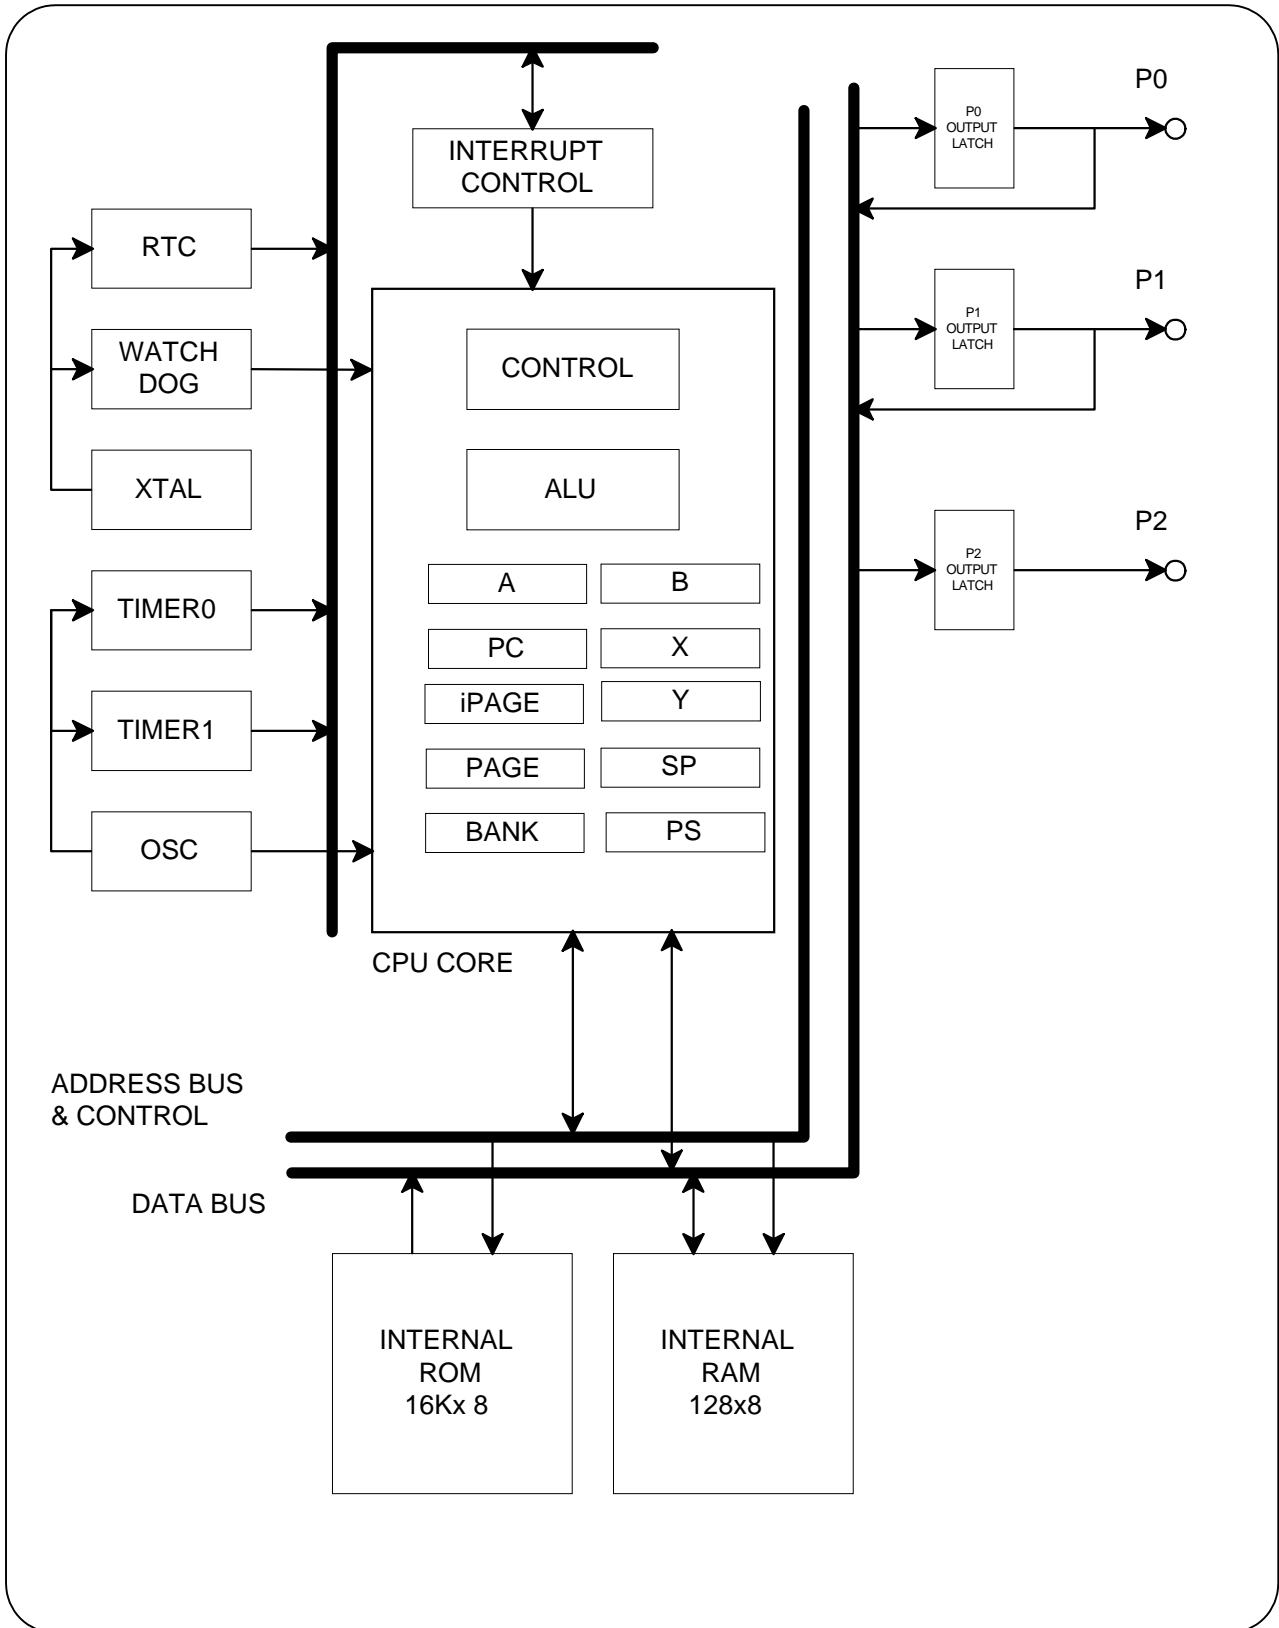 P0
P0
OUTPUT
LATCH
INTERRUPT
CONTROL
RTC
P1
P1
OUTPUT
LATCH
WATCH
DOG
CONTROL
XTAL
ALU
P2
P2
OUTPUT
LATCH
TIMER0
A
B
PC
X
TIMER1
iPAGE
Y
PAGE
SP
OSC
BANK
PS
CPU CORE
ADDRESS BUS
& CONTROL
DATA BUS
INTERNAL
ROM
16Kx 8
INTERNAL
RAM
128x8